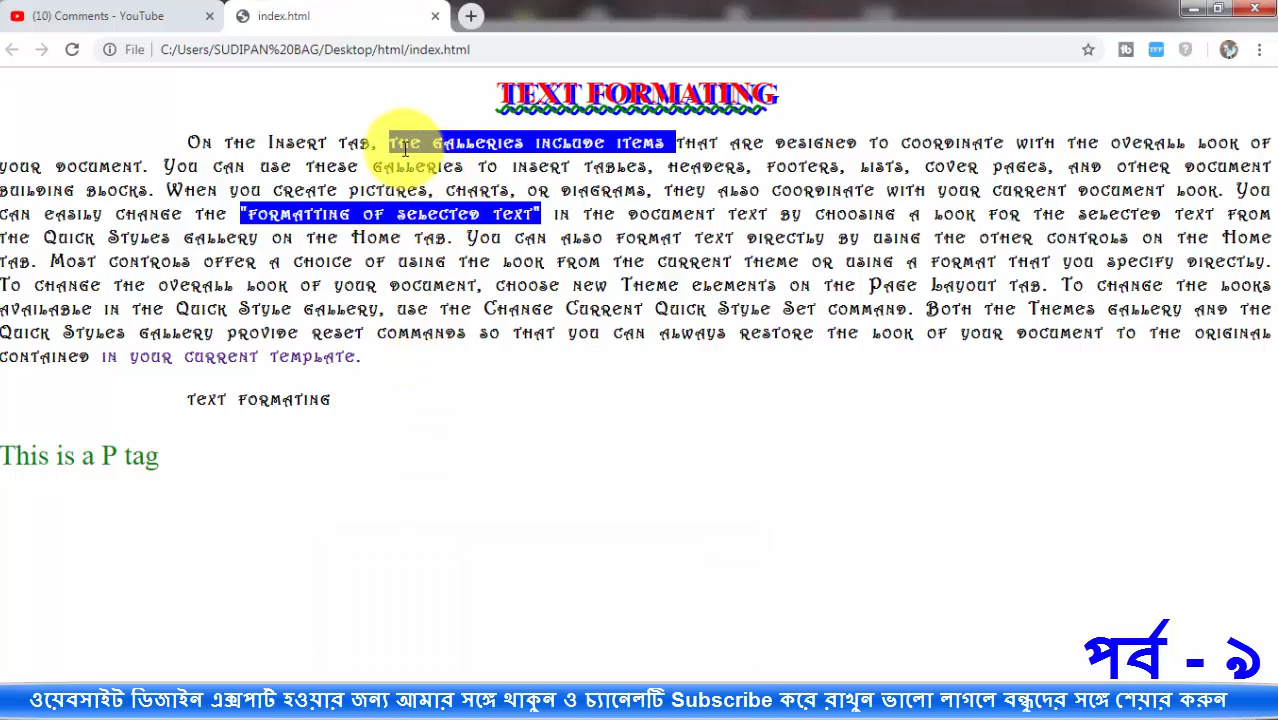 (10) Comments - YouTube
index.html
File
C:/Users/SUDIPAN%20BAG/Desktop/html/index.html
TEXT FORMATING
On the Insert tab, the galleries include items that are designed to coordinate with the overall look of
your document. You can use these galleries to insert tables, headers, footers, lists, cover pages, and other document
building blocks. When you create pictures, charts, or diagrams, they also coordinate with your current document look. You
can easily change the "formatting of selected text" in the document text by choosing a look for the selected text from
the Quick Styles gallery on the Home tab. You can also format text directly by using the other controls on the Home
tab. Most controls offer a choice of using the look from the current theme or using a format that you specify directly.
To change the overall look of your document, choose new Theme elements on the Page Layout tab. To change the looks
available in the Quick Style gallery, use the Change Current Quick Style Set command. Both the Themes gallery and the
Quick Styles gallery provide reset commands so that you can always restore the look of your document to the original
contained in your current template.
text formating
This is a P tag
পর্ব - ৯
ওয়েবসাইট ডিজাইন এক্সপার্ট হওয়ার জন্য আমার সঙ্গে থাকুন ও চ্যানেলটি Subscribe করে রাখুন ভালো লাগলে বন্ধুদের সঙ্গে শেয়ার করুন